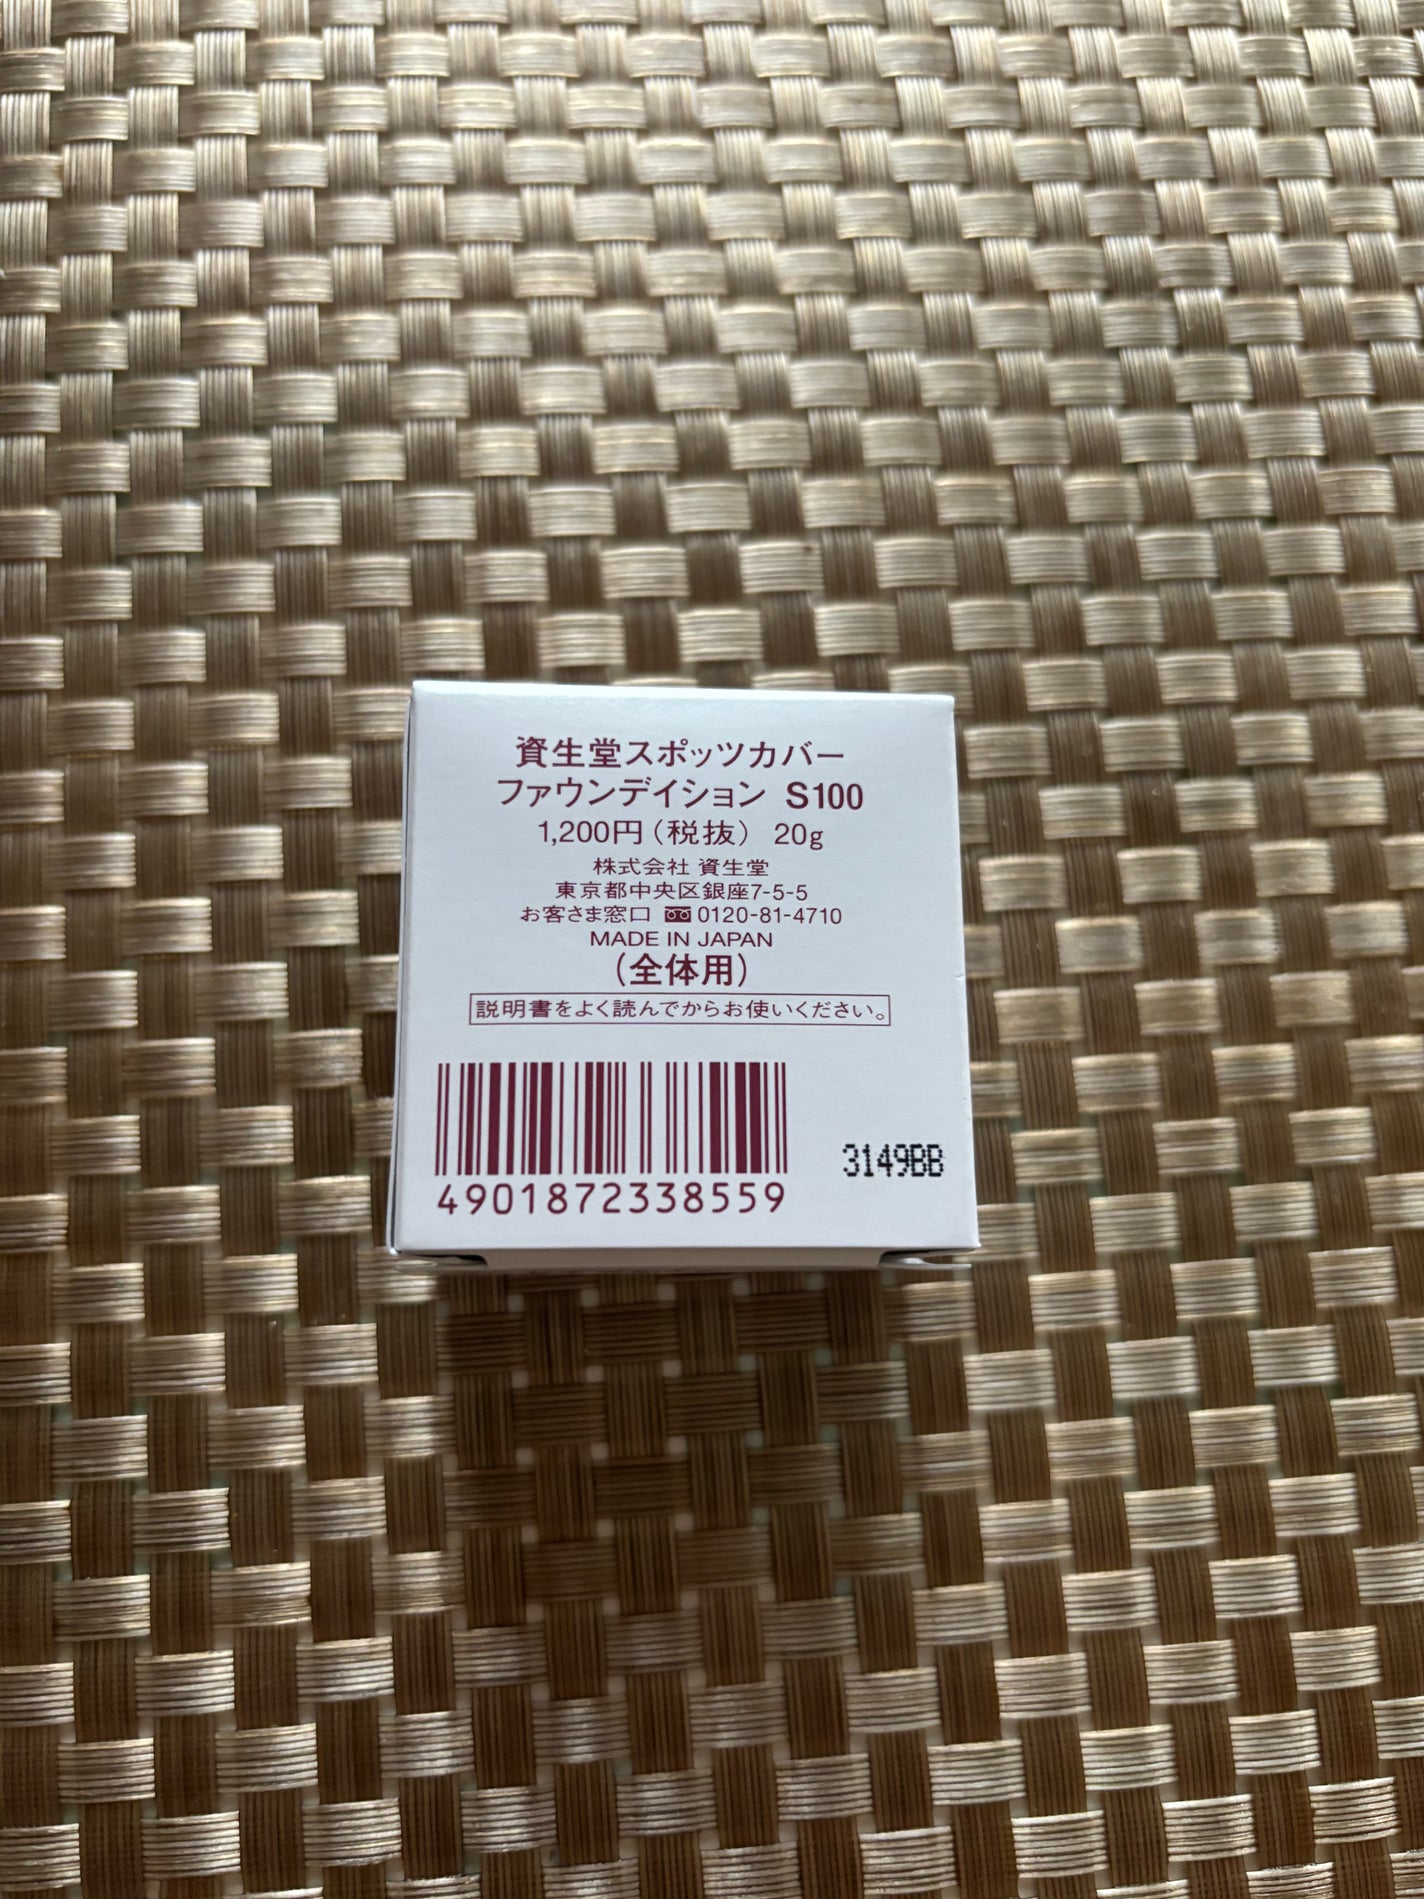 資生堂スポッツカバー
ファウンデイション S100
1,200円（税抜） 20g
株式会社 資生堂
東京都中央区銀座7-5-5
お客さま窓口 0120-81-4710
MADE IN JAPAN
（全体用）
説明書をよく読んでからお使いください。
3149BB
4901872338559